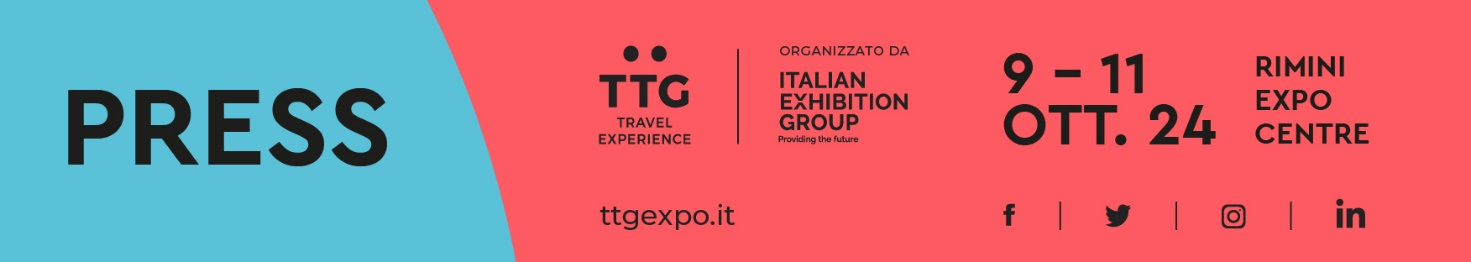 PRESS
TTG
TRAVEL
EXPERIENCE
ORGANIZZATO DA
ITALIAN
EXHIBITION
GROUP
Providing the future
9 – 11
OTT. 24
RIMINI
EXPO
CENTRE
ttgexpo.it